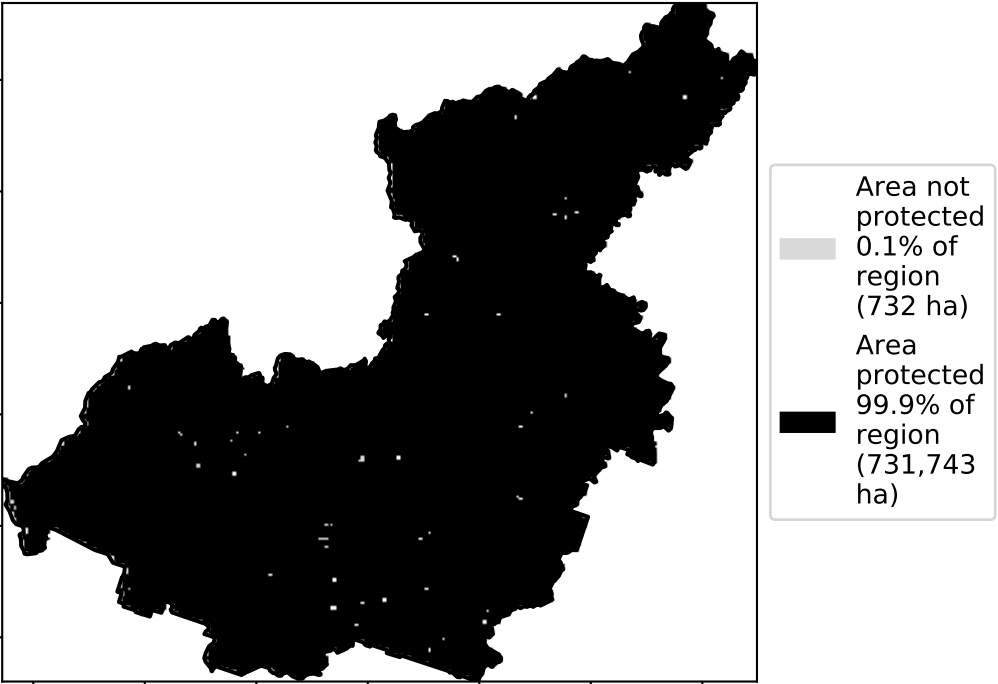 Area not
protected
0.1% of
region
(732 ha)
Area
protected
99.9% of
region
(731,743
ha)